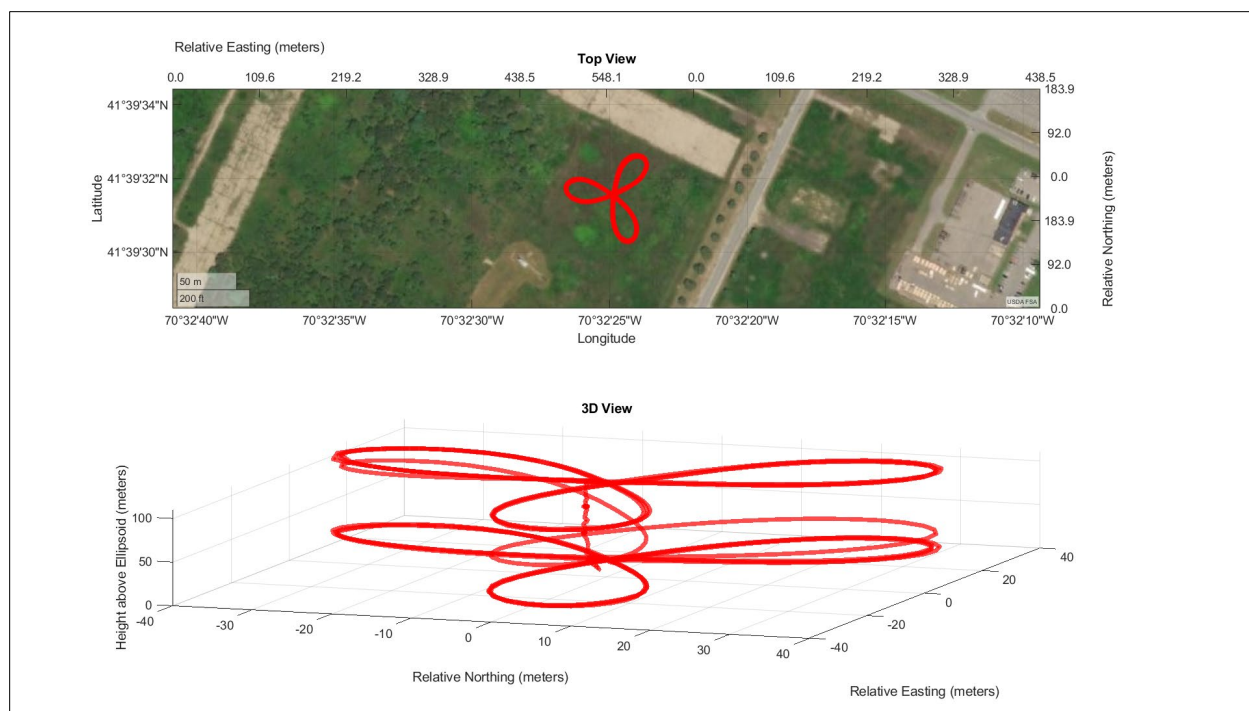 Relative Easting (meters)
Top View
0.0 109.6 219.2 328.9 438.5 548.1 0.0 109.6 219.2 328.9 438.5
41°39'34"N 183.9
92.0
41°39'32"N 0.0
Latitude
Relative Northing (meters)
183.9
41°39'30"N
92.0
50 m
200 ft
USDA FSA
0.0
70°32'40"W 70°32'35"W 70°32'30"W 70°32'25"W 70°32'20"W 70°32'15"W 70°32'10"W
Longitude
3D View
Height above Ellipsoid (meters)
100
50
0
-40 -30 -20 -10 0 10 20 30 40
-40 -20 0 20 40
Relative Northing (meters)
Relative Easting (meters)